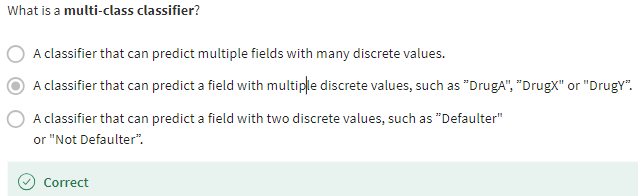 What is a multi-class classifier?
A classifier that can predict multiple fields with many discrete values.
A classifier that can predict a field with multiple discrete values, such as ”DrugA", ”DrugX" or "DrugY”.
A classifier that can predict a field with two discrete values, such as ”Defaulter"
or "Not Defaulter”.
Correct